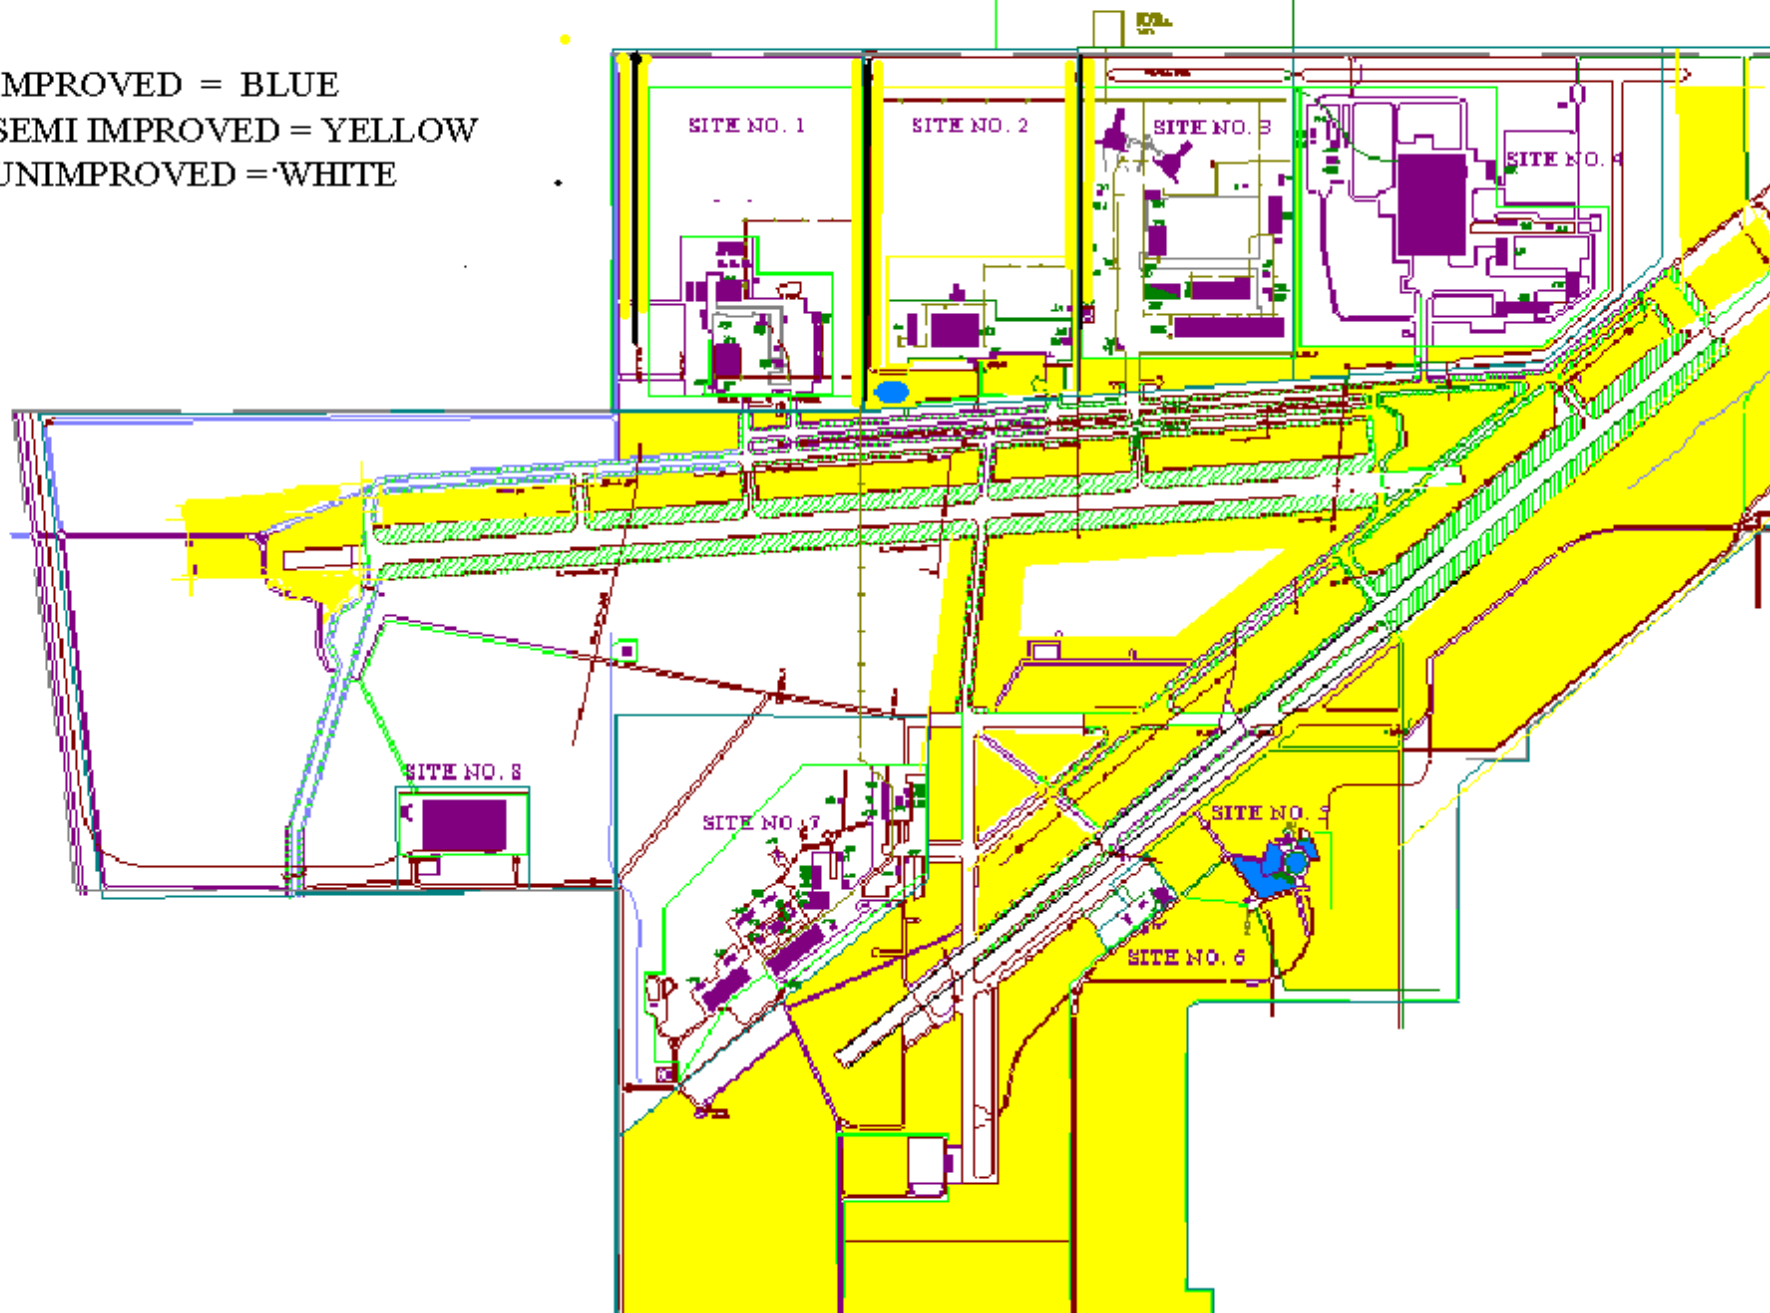 MPROVED = BLUE
SEMI IMPROVED = YELLOW
UNIMPROVED = WHITE
SITE NO. 1
SITE NO. 2
SITE NO. 3
SITE NO. 4
SITE NO. 8
SITE NO. 7
SITE NO. 5
SITE NO. 6